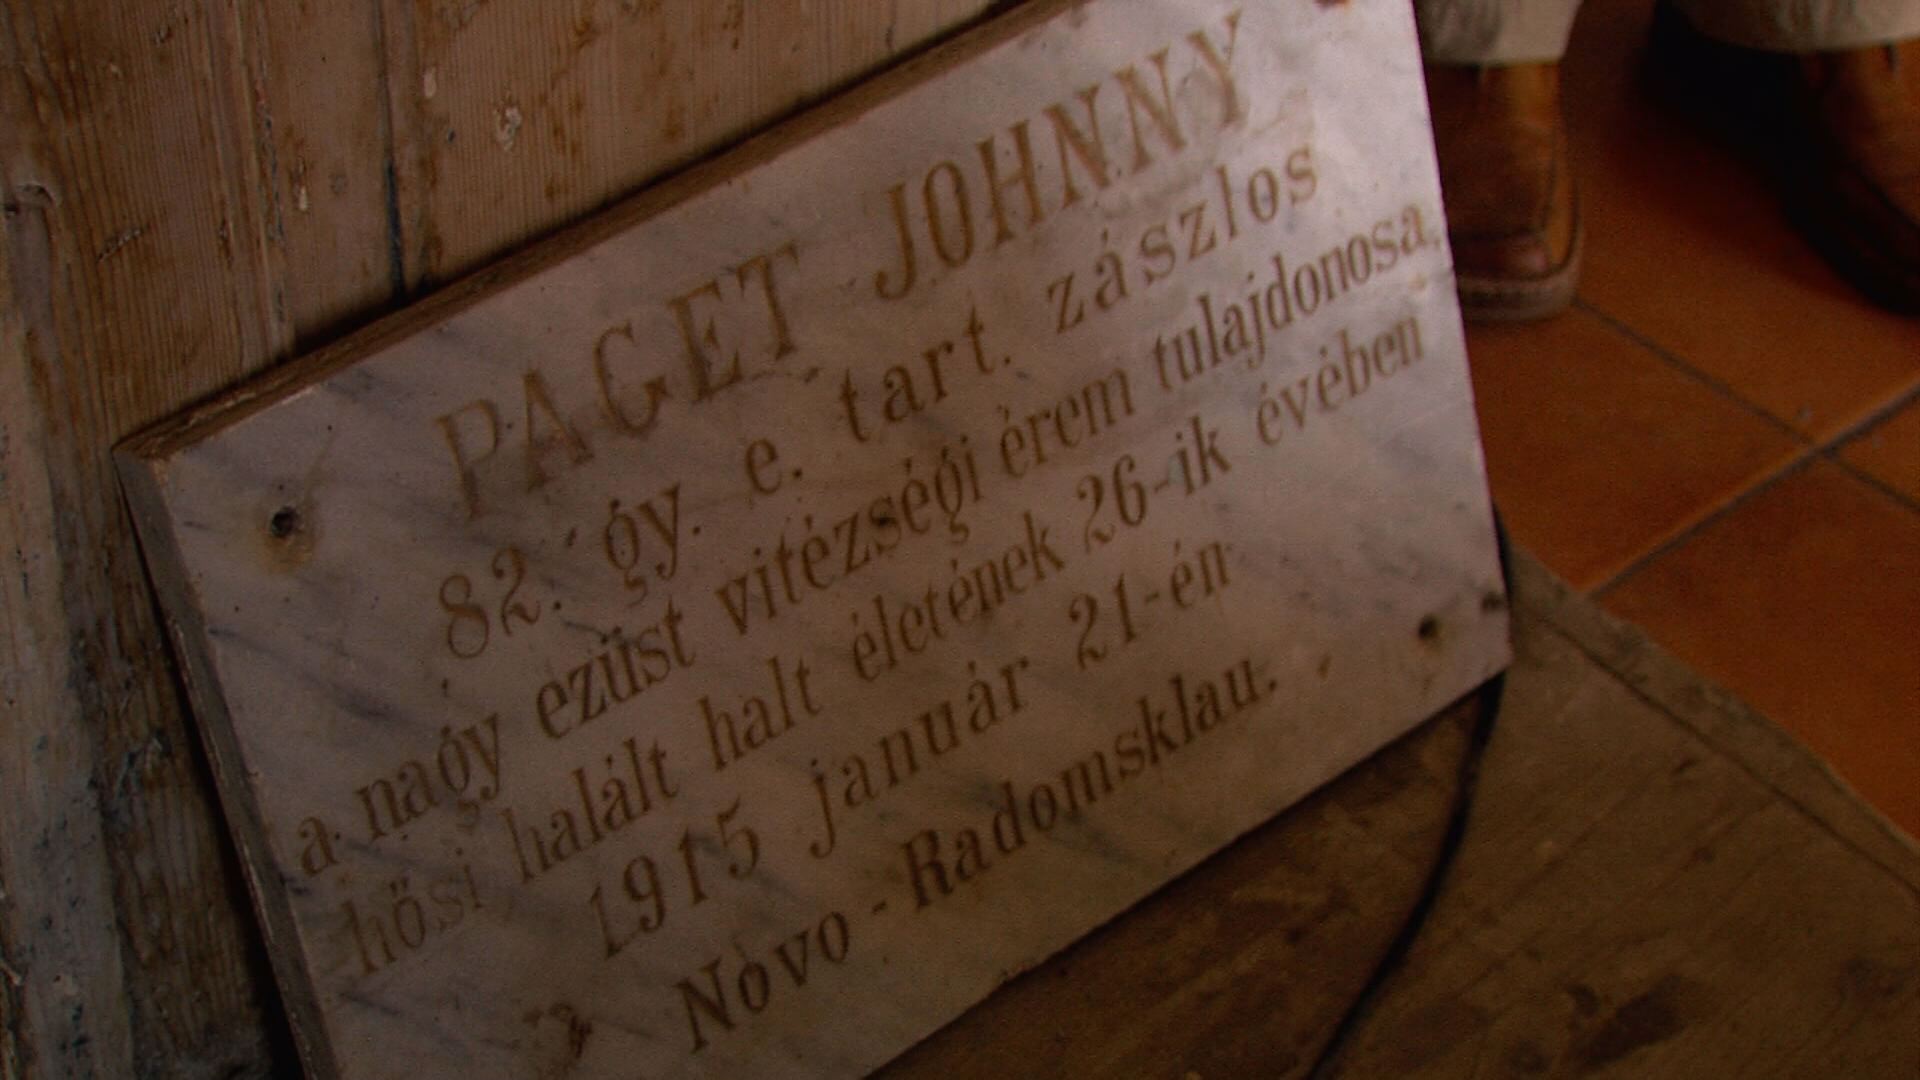 PAGET JOHNNY
82. gy. e. tart. zászlos
a nagy ezüst vitézségi érem tulajdonosa,
hősi halált halt életének 26-ik évében
1915 január 21-én
Novo-Radomsklau.